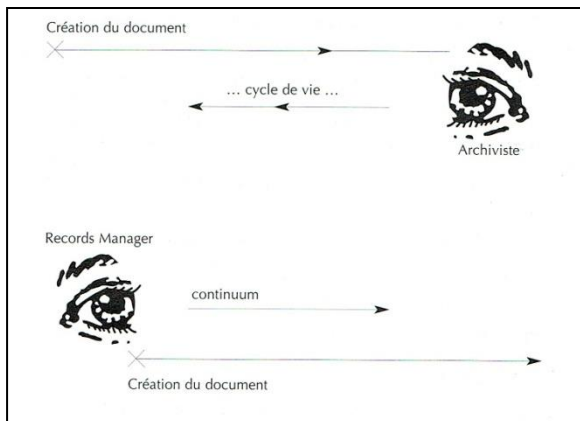 Création du document
... cycle de vie ...
Archiviste
Records Manager
continuum
Création du document